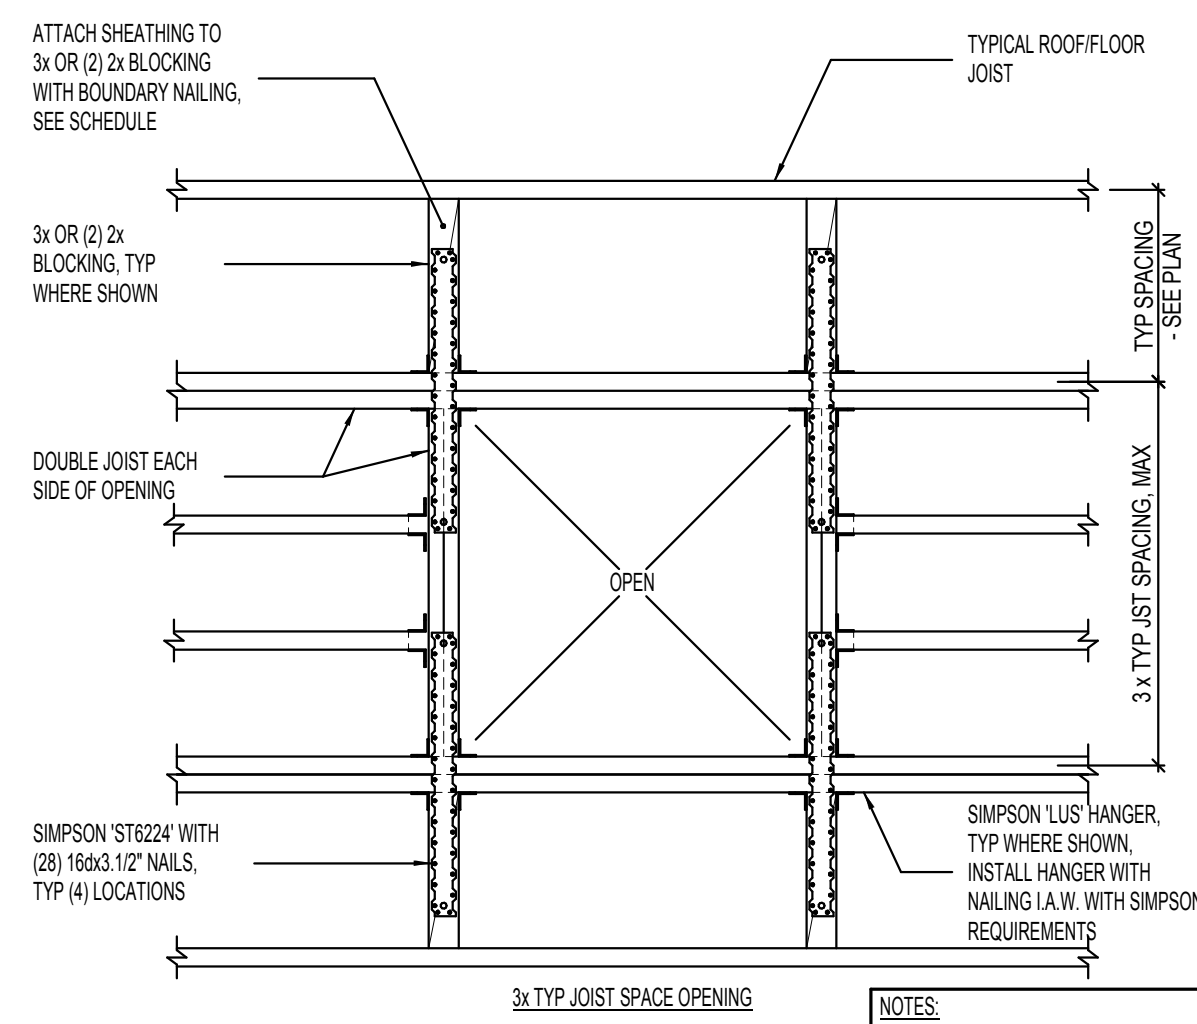 ATTACH SHEATHING TO
3x OR (2) 2x BLOCKING
WITH BOUNDARY NAILING,
SEE SCHEDULE
TYPICAL ROOF/FLOOR
JOIST
3x OR (2) 2x
BLOCKING, TYP
WHERE SHOWN
TYP SPACING
- SEE PLAN
DOUBLE JOIST EACH
SIDE OF OPENING
OPEN
3 x TYP JST SPACING, MAX
SIMPSON 'ST6224' WITH
(28) 16dx3.1/2" NAILS,
TYP (4) LOCATIONS
SIMPSON 'LUS' HANGER,
TYP WHERE SHOWN,
INSTALL HANGER WITH
NAILING I.A.W. WITH SIMPSON
REQUIREMENTS
3x TYP JOIST SPACE OPENING
NOTES: